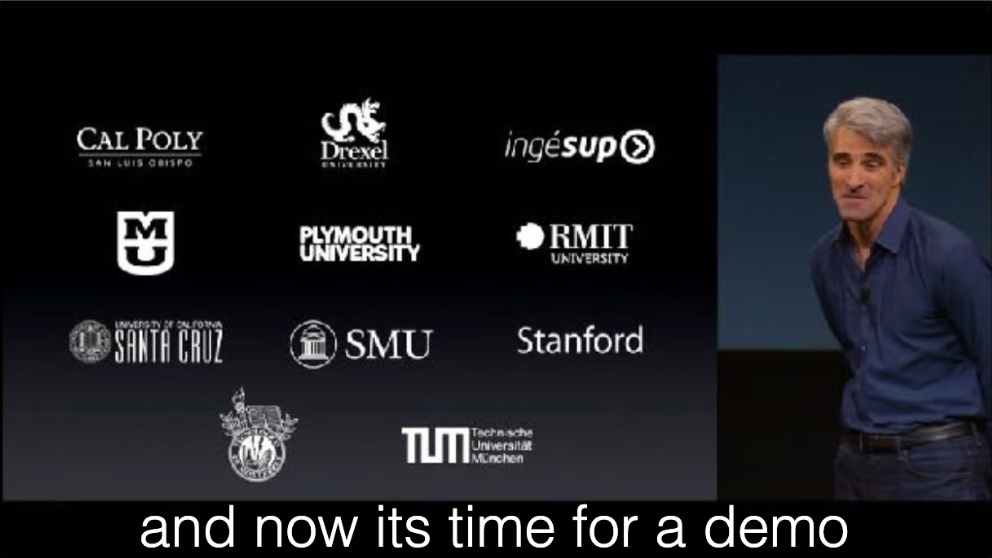 CAL POLY
SAN LUIS OBISPO
Drexel
UNIVERSITY
ingésup
MU
PLYMOUTH
UNIVERSITY
RMIT
UNIVERSITY
UNIVERSITY OF CALIFORNIA
SANTA CRUZ
SMU
Stanford
TUM
Technische
Universität
München
and now its time for a demo